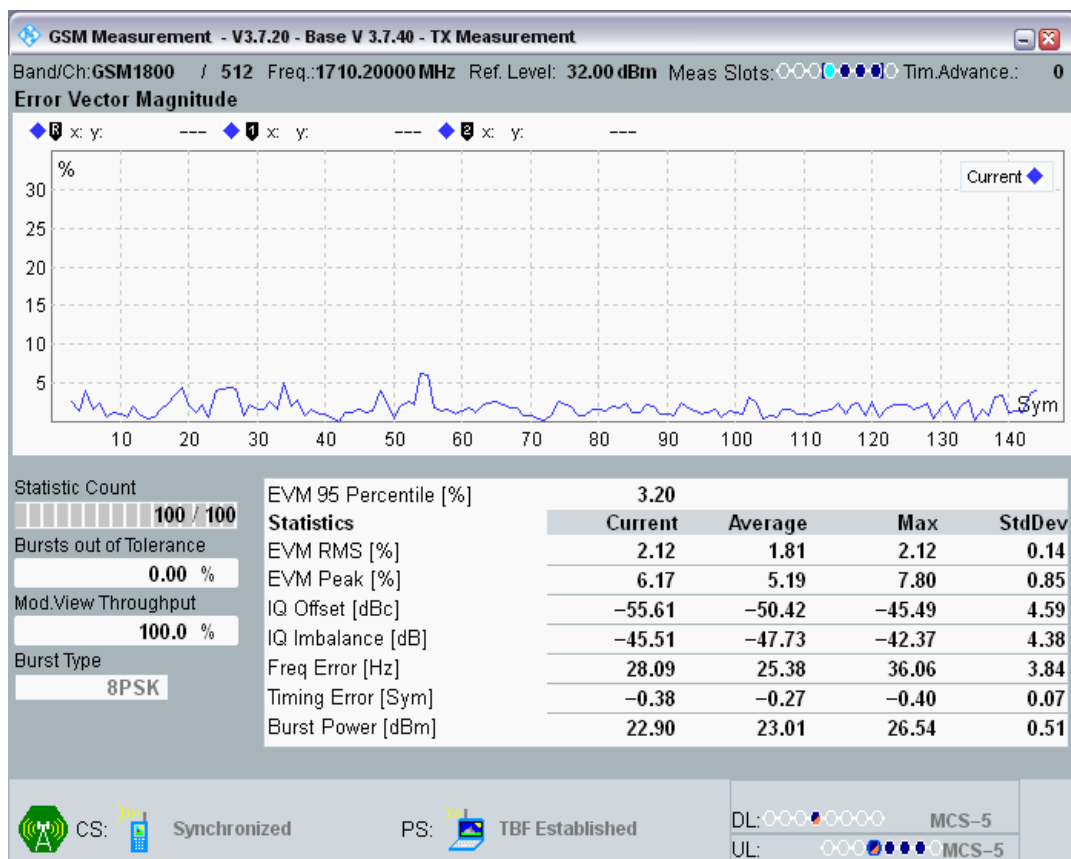 GSM Measurement - V3.7.20 - Base V 3.7.40 - TX Measurement
Band/Ch:GSM1800 / 512 Freq.:1710.20000 MHz Ref. Level: 32.00 dBm Meas Slots: Tim.Advance.: 0
Error Vector Magnitude
R x: y: --- 1 x: y: --- 2 x: y: ---
%
Current
30
25
20
15
10
5
Sym
10 20 30 40 50 60 70 80 90 100 110 120 130 140
Statistic Count
100 / 100
Bursts out of Tolerance
0.00 %
Mod.View Throughput
100.0 %
Burst Type
8PSK
EVM 95 Percentile [%] 3.20
Statistics Current Average Max StdDev
EVM RMS [%] 2.12 1.81 2.12 0.14
EVM Peak [%] 6.17 5.19 7.80 0.85
IQ Offset [dBc] −55.61 −50.42 −45.49 4.59
IQ Imbalance [dB] −45.51 −47.73 −42.37 4.38
Freq Error [Hz] 28.09 25.38 36.06 3.84
Timing Error [Sym] −0.38 −0.27 −0.40 0.07
Burst Power [dBm] 22.90 23.01 26.54 0.51
CS: Synchronized PS: TBF Established
DL: MCS−5
UL: MCS−5